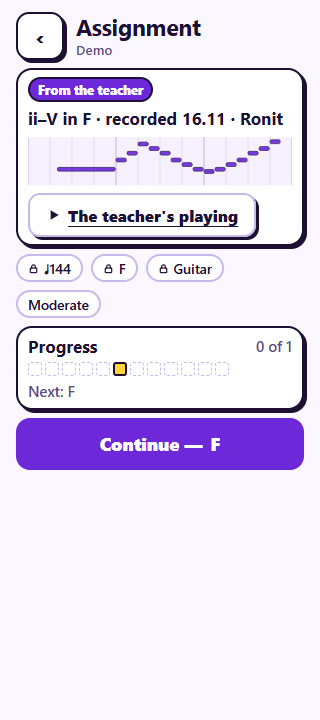 Assignment
Demo
From the teacher
ii–V in F · recorded 16.11 · Ronit
The teacher's playing
♩144
F
Guitar
Moderate
Progress
0 of 1
Next: F
Continue — F